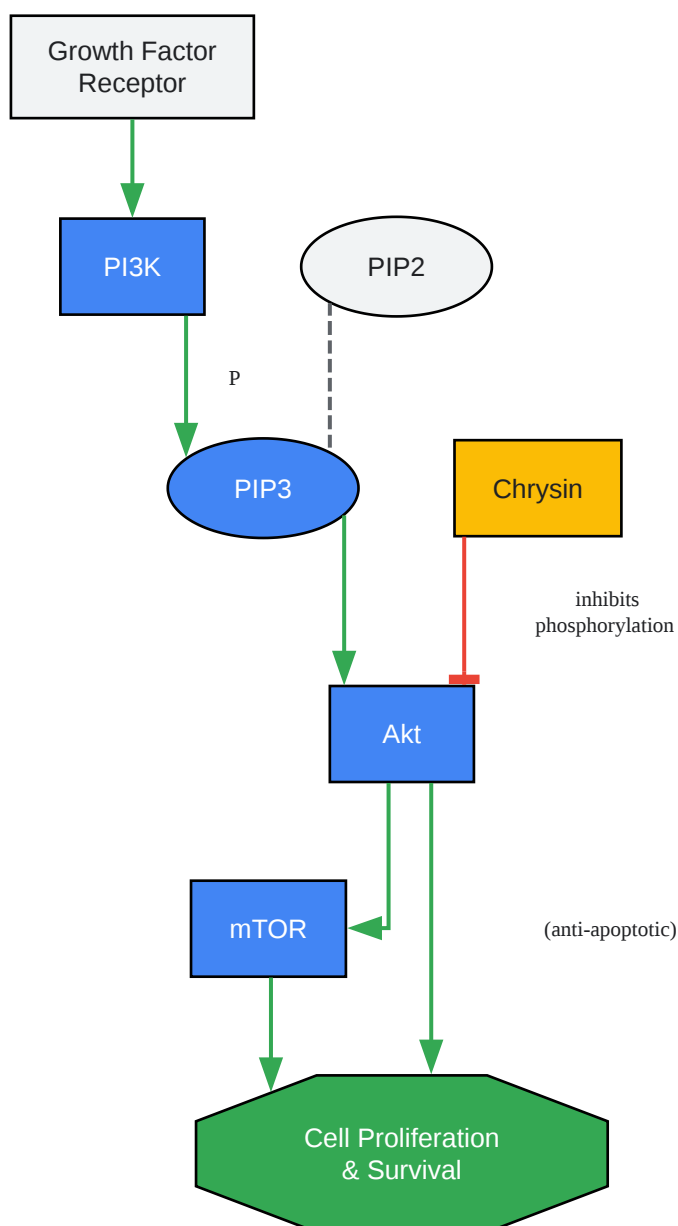 Growth Factor
Receptor
PI3K
PIP2
P
PIP3
Chrysin
inhibits
phosphorylation
Akt
mTOR
(anti-apoptotic)
Cell Proliferation
& Survival